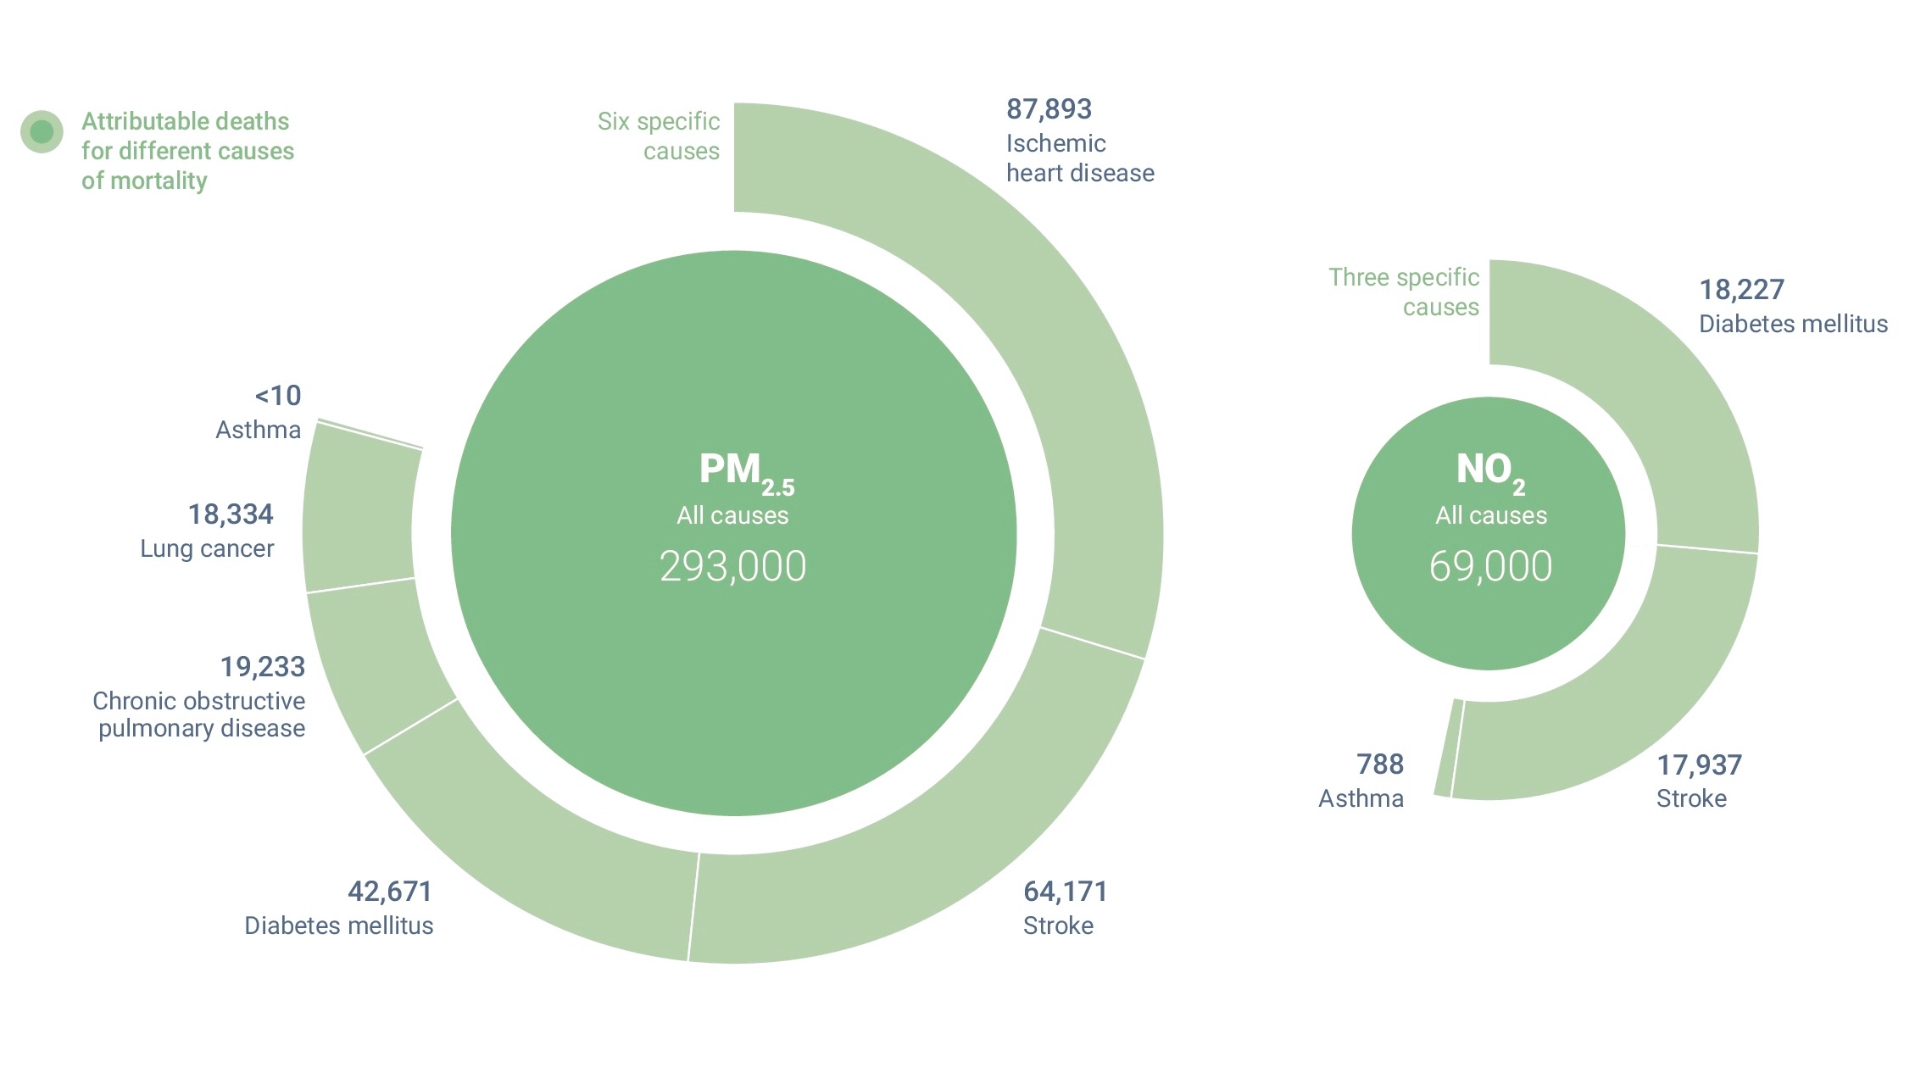 Attributable deaths
for different causes
of mortality
Six specific
causes
87,893
Ischemic
heart disease
64,171
Stroke
42,671
Diabetes mellitus
19,233
Chronic obstructive
pulmonary disease
18,334
Lung cancer
<10
Asthma
PM2.5
All causes
293,000
Three specific
causes
18,227
Diabetes mellitus
17,937
Stroke
788
Asthma
NO2
All causes
69,000